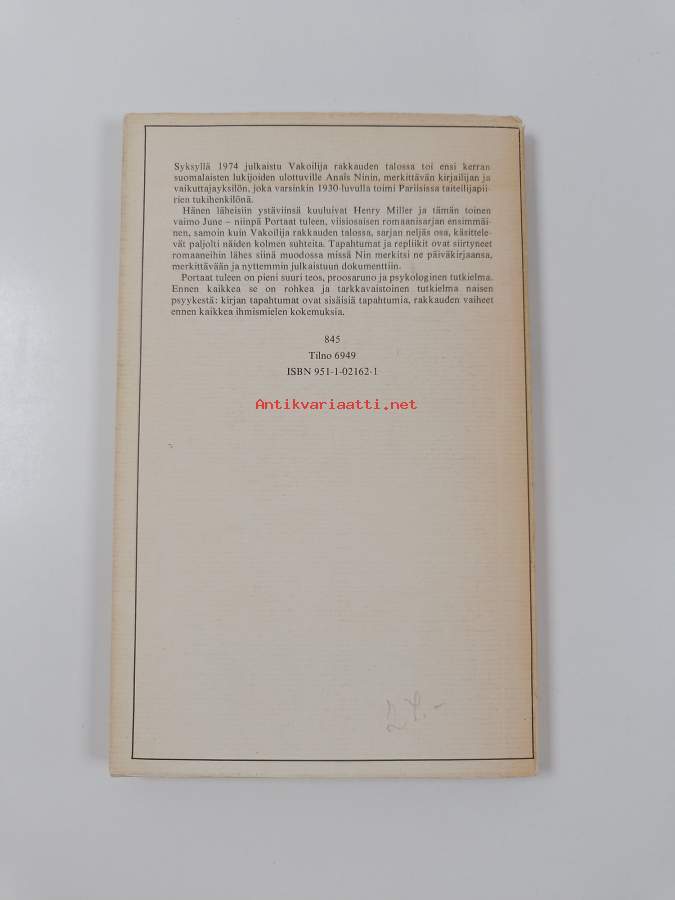 Syksyllä 1974 julkaistu Vakoilija rakkauden talossa toi ensi kerran
suomalaisten lukijoiden ulottuville Anaïs Ninin, merkittävän kirjailijan ja
vaikuttajayksilön, joka varsinkin 1930-luvulla toimi Pariisissa taiteilijapii-
rien tukihenkilönä.
Hänen läheisiin ystäviinsä kuuluivat Henry Miller ja tämän toinen
vaimo June – niinpä Portaat tuleen, viisiosaisen romaanisarjan ensimmäi-
nen, samoin kuin Vakoilija rakkauden talossa, sarjan neljäs osa, käsittele-
vät paljolti näiden kolmen suhteita. Tapahtumat ja repliikit ovat siirtyneet
romaaneihin lähes siinä muodossa missä Nin merkitsi ne päiväkirjaansa,
merkittävään ja nyttemmin julkaistuun dokumenttiin.
Portaat tuleen on pieni suuri teos, proosaruno ja psykologinen tutkielma.
Ennen kaikkea se on rohkea ja tarkkavaistoinen tutkielma naisen
psyykestä: kirjan tapahtumat ovat sisäisiä tapahtumia, rakkauden vaiheet
ennen kaikkea ihmismielen kokemuksia.
845
Tilno 6949
ISBN 951-1-02162-1
Antikvariaatti.net